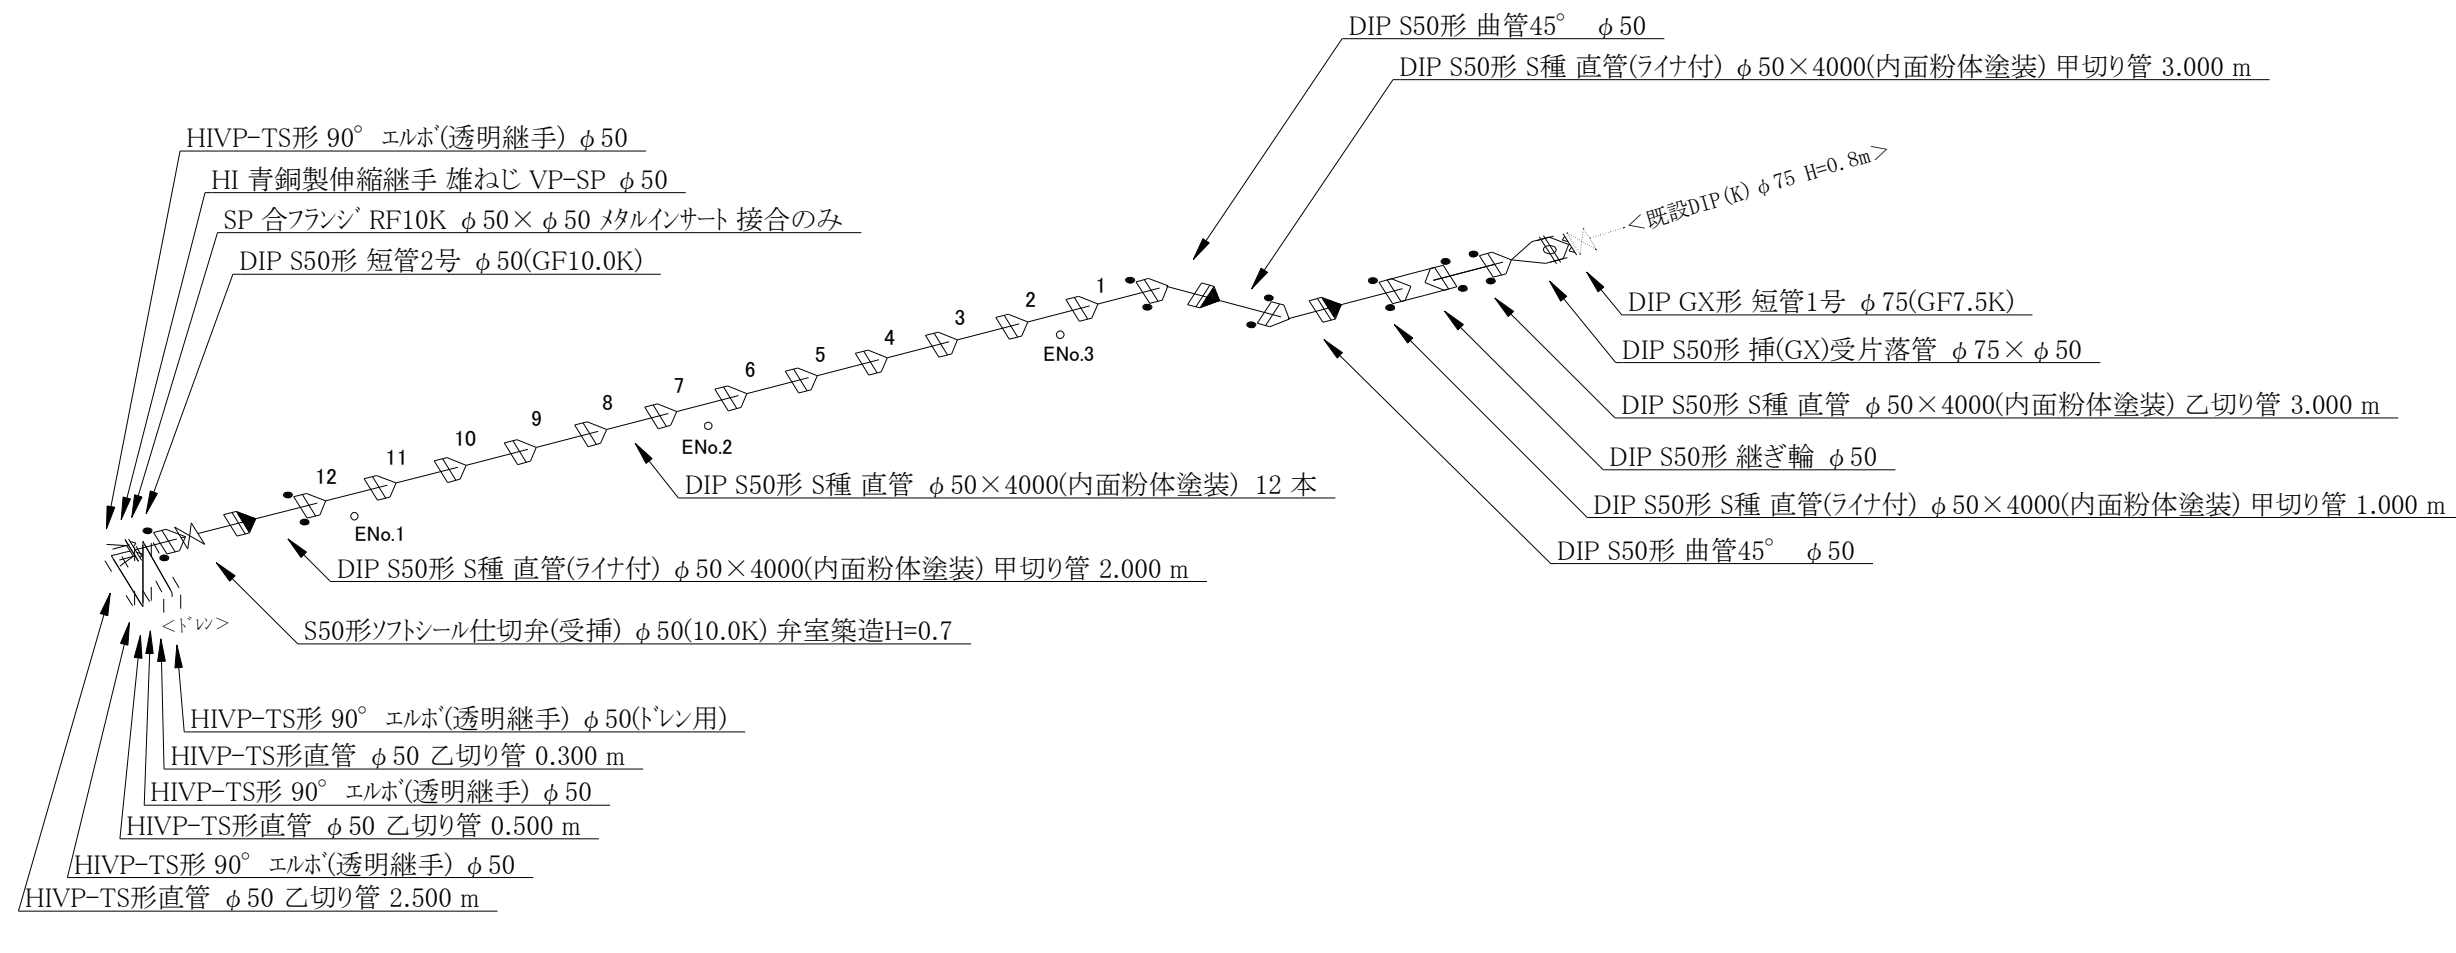 DIP S50形 曲管45° φ50
DIP S50形 S種 直管(ﾗｲﾅ付) φ50×4000(内面粉体塗装) 甲切り管 3.000 m
HIVP-TS形 90° ｴﾙﾎﾞ(透明継手) φ50
HI 青銅製伸縮継手 雄ねじ VP-SP φ50
SP 合ﾌﾗﾝｼﾞ RF10K φ50×φ50 ﾒﾀﾙｲﾝｻｰﾄ 接合のみ
DIP S50形 短管2号 φ50(GF10.0K)
<既設DIP(K) φ75 H=0.8m>
DIP GX形 短管1号 φ75(GF7.5K)
DIP S50形 挿(GX)受片落管 φ75×φ50
DIP S50形 S種 直管 φ50×4000(内面粉体塗装) 乙切り管 3.000 m
DIP S50形 継ぎ輪 φ50
DIP S50形 S種 直管(ﾗｲﾅ付) φ50×4000(内面粉体塗装) 甲切り管 1.000 m
DIP S50形 曲管45° φ50
1
2
3
4
5
6
7
8
9
10
11
12
ENo.3
ENo.2
ENo.1
DIP S50形 S種 直管 φ50×4000(内面粉体塗装) 12 本
DIP S50形 S種 直管(ﾗｲﾅ付) φ50×4000(内面粉体塗装) 甲切り管 2.000 m
S50形ｿﾌﾄｼｰﾙ仕切弁(受挿) φ50(10.0K) 弁室築造H=0.7
<ﾄﾞﾚﾝ>
HIVP-TS形 90° ｴﾙﾎﾞ(透明継手) φ50(ﾄﾞﾚﾝ用)
HIVP-TS形直管 φ50 乙切り管 0.300 m
HIVP-TS形 90° ｴﾙﾎﾞ(透明継手) φ50
HIVP-TS形直管 φ50 乙切り管 0.500 m
HIVP-TS形 90° ｴﾙﾎﾞ(透明継手) φ50
HIVP-TS形直管 φ50 乙切り管 2.500 m